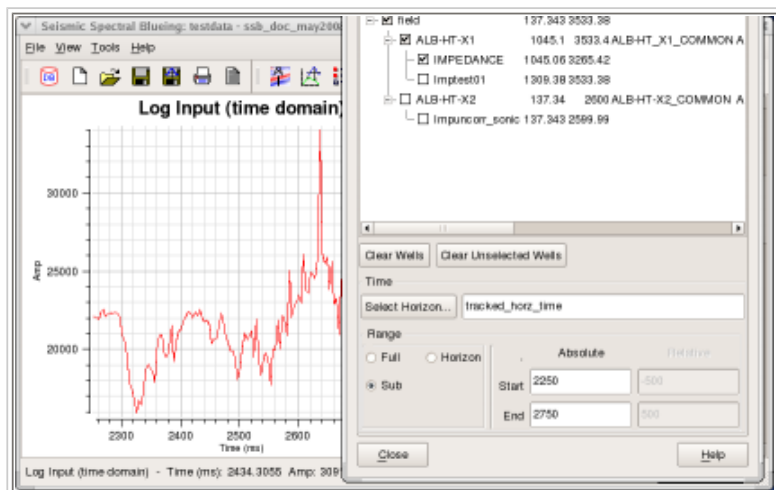 Seismic Spectral Blueing: testdata - ssb_doc_may200
File View Tools Help
Log Input (time domain)
Amp
30000
25000
20000
2300 2400 2500 2600
Time (ms)
Log Input (time domain) - Time (ms): 2434.3055 Amp: 309
field 137.343 3533.38
ALB-HT-X1 1045.1 3533.4 ALB-HT_X1_COMMON A
IMPEDANCE 1045.06 3265.42
Imptest01 1309.38 3533.38
ALB-HT-X2 137.34 2600 ALB-HT-X2_COMMON A
Impuncorr_sonic 137.343 2599.99
Clear Wells Clear Unselected Wells
Time
Select Horizon... tracked_horz_time
Range
Full Horizon
Sub
Absolute Relative
Start 2250 -500
End 2750 500
Close Help